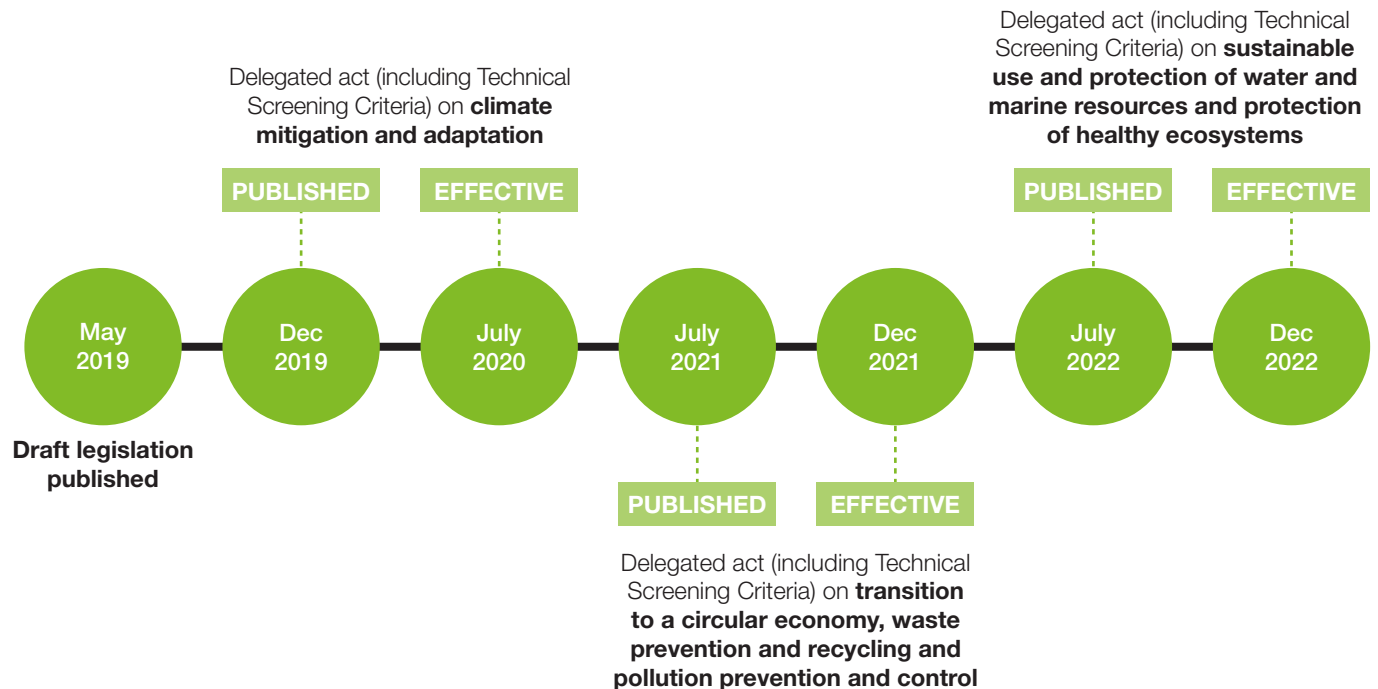 Delegated act (including Technical
Screening Criteria) on sustainable
use and protection of water and
marine resources and protection
of healthy ecosystems
Delegated act (including Technical
Screening Criteria) on climate
mitigation and adaptation
PUBLISHED
EFFECTIVE
PUBLISHED
EFFECTIVE
May
2019
Dec
2019
July
2020
July
2021
Dec
2021
July
2022
Dec
2022
Draft legislation
published
PUBLISHED
EFFECTIVE
Delegated act (including Technical
Screening Criteria) on transition
to a circular economy, waste
prevention and recycling and
pollution prevention and control